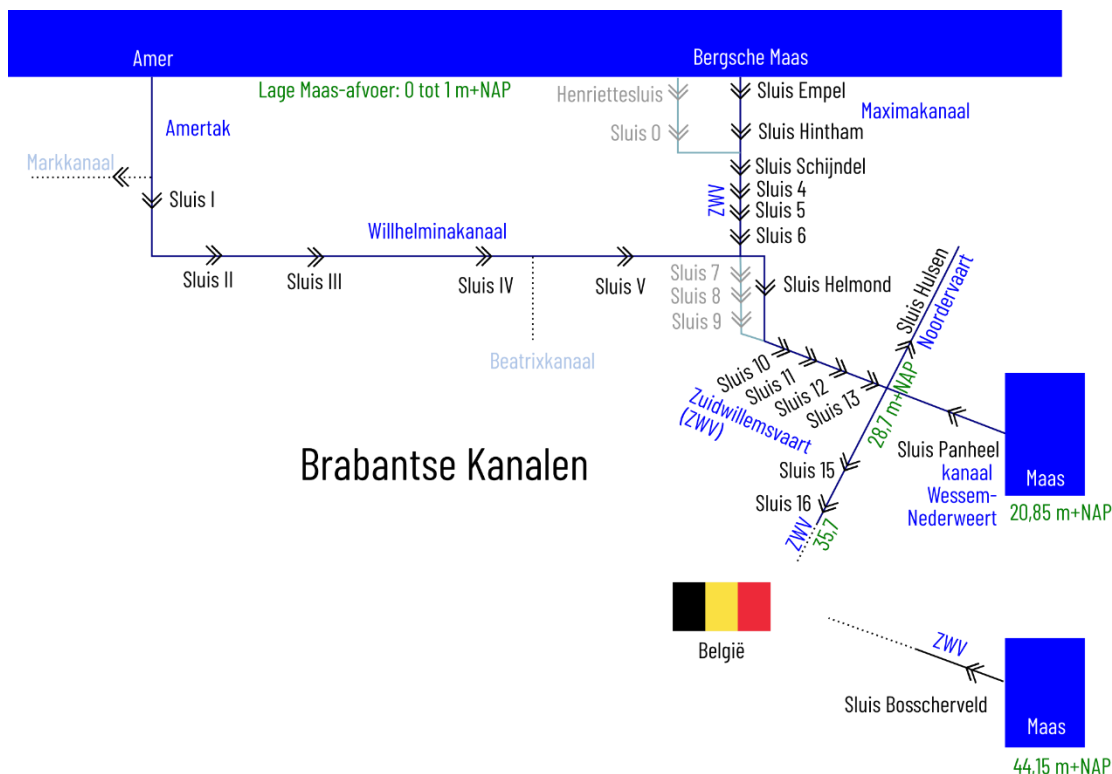 Amer
Bergsche Maas
Lage Maas-afvoer: 0 tot 1 m+NAP
Henriettesluis
Sluis Empel
Maximakanaal
Amertak
Sluis 0
Sluis Hintham
Markkanaal
Sluis Schijndel
ZWV
Sluis 4
Sluis I
Sluis 5
Willhelminakanaal
Sluis 6
Sluis II
Sluis III
Sluis IV
Sluis V
Sluis 7
Sluis Helmond
Sluis 8
Sluis 9
Sluis Hulsen
Noordervaart
Beatrixkanaal
Sluis 10
Sluis 11
Sluis 12
Sluis 13
28,7 m+NAP
Zuidwillemsvaart
(ZWV)
Brabantse Kanalen
Sluis Panheel
kanaal
Wessem-
Nederweert
Maas
20,85 m+NAP
Sluis 15
Sluis 16
ZWV
35,7
België
ZWV
Sluis Bosscherveld
Maas
44,15 m+NAP